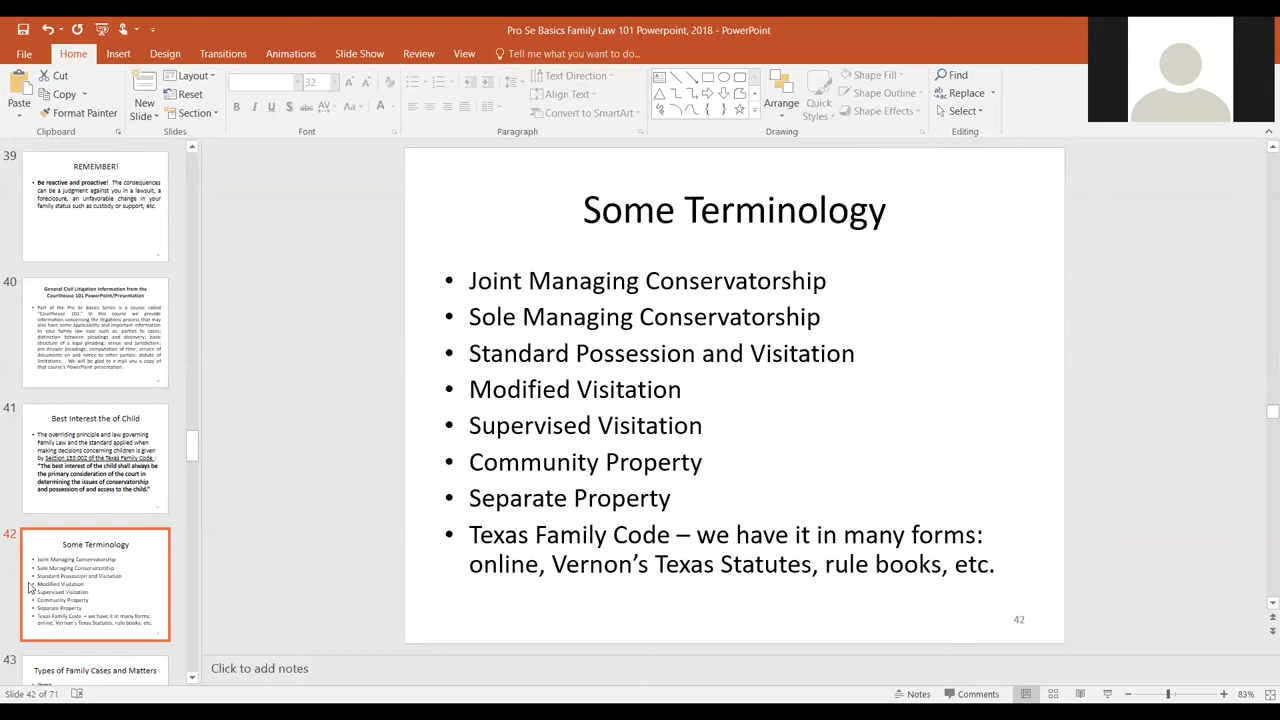 Pro Se Basics Family Law 101 Powerpoint, 2018 - PowerPoint
File Home Insert Design Transitions Animations Slide Show Review View Tell me what you want to do...
Paste
Cut
Copy
Format Painter
Clipboard
New
Slide
Layout
Reset
Section
Slides
32
B I U S abc AV Aa A
Font
Text Direction
Align Text
Convert to SmartArt
Paragraph
Arrange
Quick
Styles
Shape Fill
Shape Outline
Shape Effects
Drawing
Find
Replace
Select
Editing
39
REMEMBER!
• Be reactive and proactive! The consequences
can be a judgment against you in a lawsuit, a
foreclosure, an unfavorable change in your
family status such as custody or support, etc.
40
General Civil Litigation Information from the
Courthouse 101 PowerPoint/Presentation
• Part of the Pro Se Basics Series is a course called
"Courthouse 101." In this course we provide
information concerning the litigations process that may
also have some applicability and important information
to your family law case such as: parties to cases;
distinction between pleadings and discovery; basic
structure of a legal pleading; venue and jurisdiction;
are Answer pleadings; computation of time; service of
documents on and notice to other parties; statute of
limitations; . We will be glad to e-mail you a copy of
that course's PowerPoint presentation.
41
Best Interest the of Child
• The overriding principle and law governing
Family Law and the standard applied when
making decisions concerning children is given
by Section 153.002 of the Texas Family Code :
"The best interest of the child shall always be
the primary consideration of the court in
determining the issues of conservatorship
and possession of and access to the child."
42
Some Terminology
• Joint Managing Conservatorship
• Sole Managing Conservatorship
• Standard Possession and Visitation
• Modified Visitation
• Supervised Visitation
• Community Property
• Separate Property
• Texas Family Code – we have it in many forms:
online, Vernon's Texas Statutes, rule books, etc.
43
Types of Family Cases and Matters
Some Terminology
• Joint Managing Conservatorship
• Sole Managing Conservatorship
• Standard Possession and Visitation
• Modified Visitation
• Supervised Visitation
• Community Property
• Separate Property
• Texas Family Code – we have it in many forms:
online, Vernon's Texas Statutes, rule books, etc.
42
Click to add notes
Slide 42 of 71
Notes Comments 83%